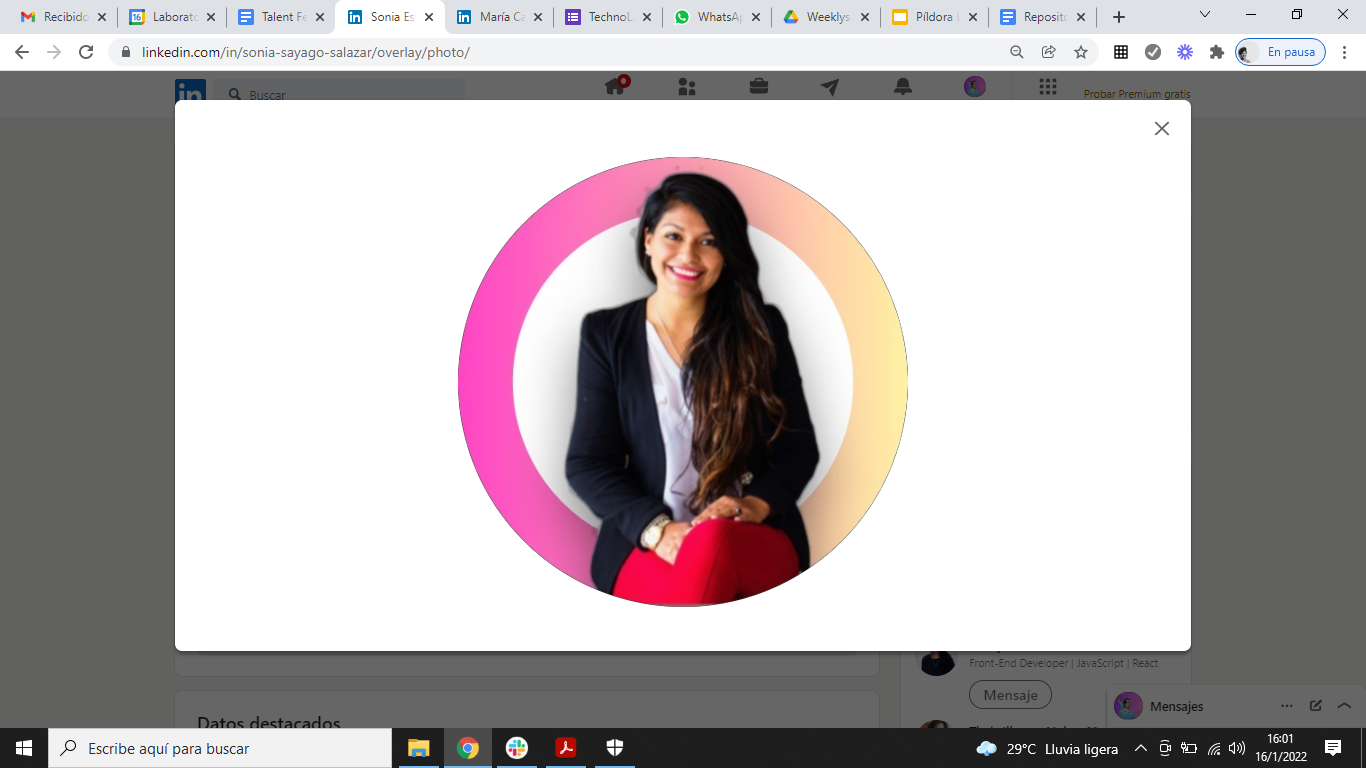 Recibido
16 Laborato
Talent Fe
Sonia Es
María Ca
TechnoL
WhatsAp
Weeklys
Píldora L
Reposito
linkedin.com/in/sonia-sayago-salazar/overlay/photo/
En pausa
in
Buscar
Probar Premium gratis
Front-End Developer | JavaScript | React
Mensaje
Mensajes
Datos destacados
Escribe aquí para buscar
29°C Lluvia ligera
16:01
16/1/2022